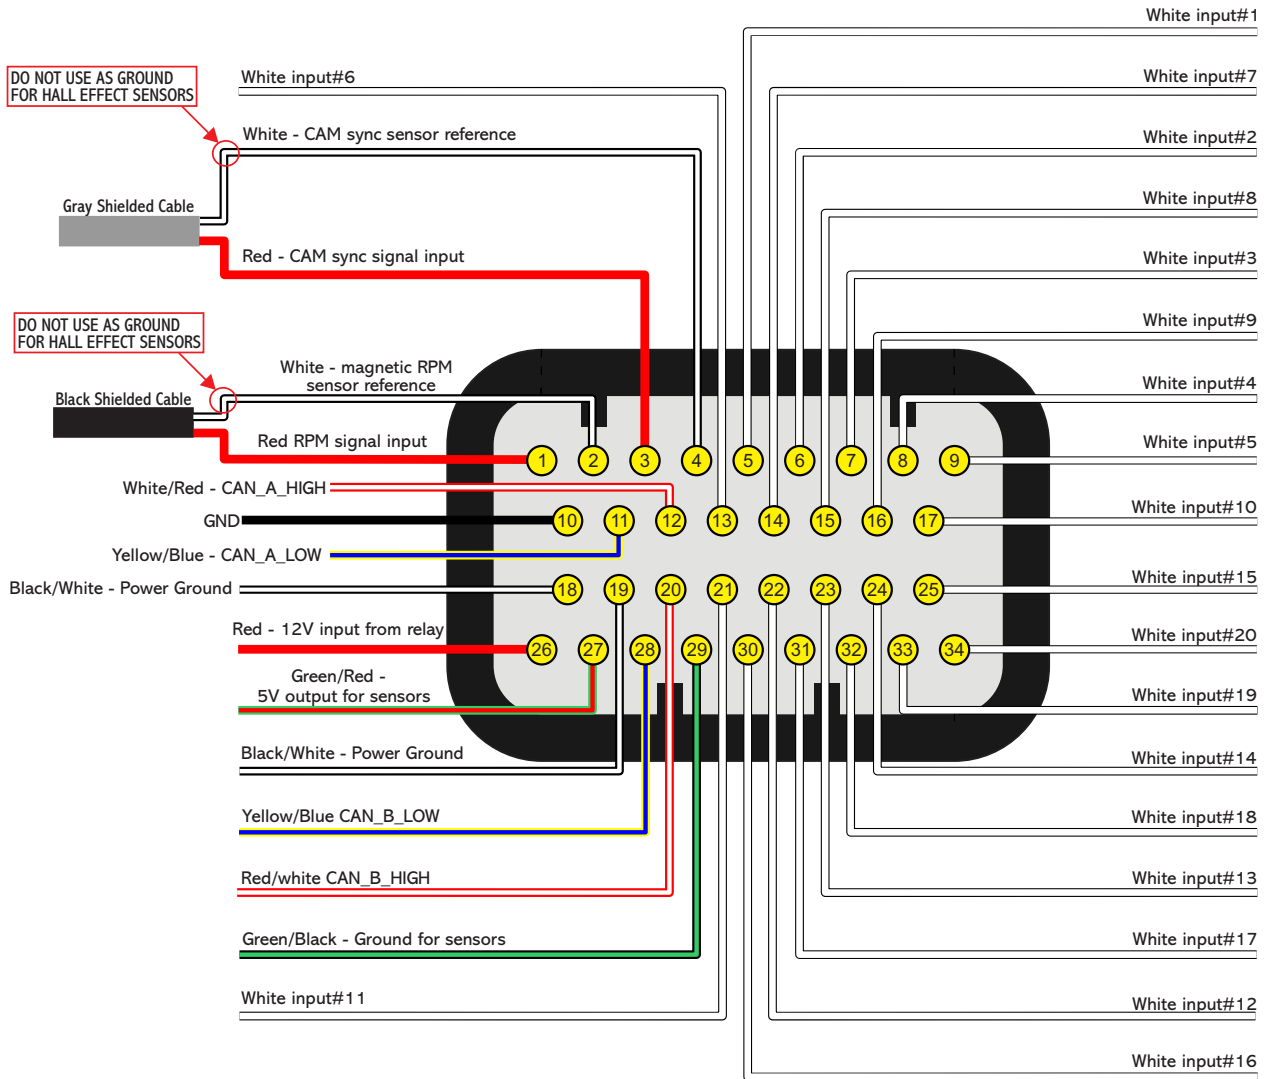 White input#1
White input#6
White input#7
DO NOT USE AS GROUND
FOR HALL EFFECT SENSORS
White - CAM sync sensor reference
White input#2
Gray Shielded Cable
White input#8
Red - CAM sync signal input
White input#3
DO NOT USE AS GROUND
FOR HALL EFFECT SENSORS
White input#9
White - magnetic RPM
sensor reference
White input#4
Black Shielded Cable
Red RPM signal input
White input#5
1 2 3 4 5 6 7 8 9
White/Red - CAN_A_HIGH
White input#10
GND
10 11 12 13 14 15 16 17
Yellow/Blue - CAN_A_LOW
White input#15
Black/White - Power Ground
18 19 20 21 22 23 24 25
Red - 12V input from relay
White input#20
26 27 28 29 30 31 32 33 34
Green/Red -
5V output for sensors
White input#19
Black/White - Power Ground
White input#14
Yellow/Blue CAN_B_LOW
White input#18
Red/white CAN_B_HIGH
White input#13
Green/Black - Ground for sensors
White input#17
White input#11
White input#12
White input#16